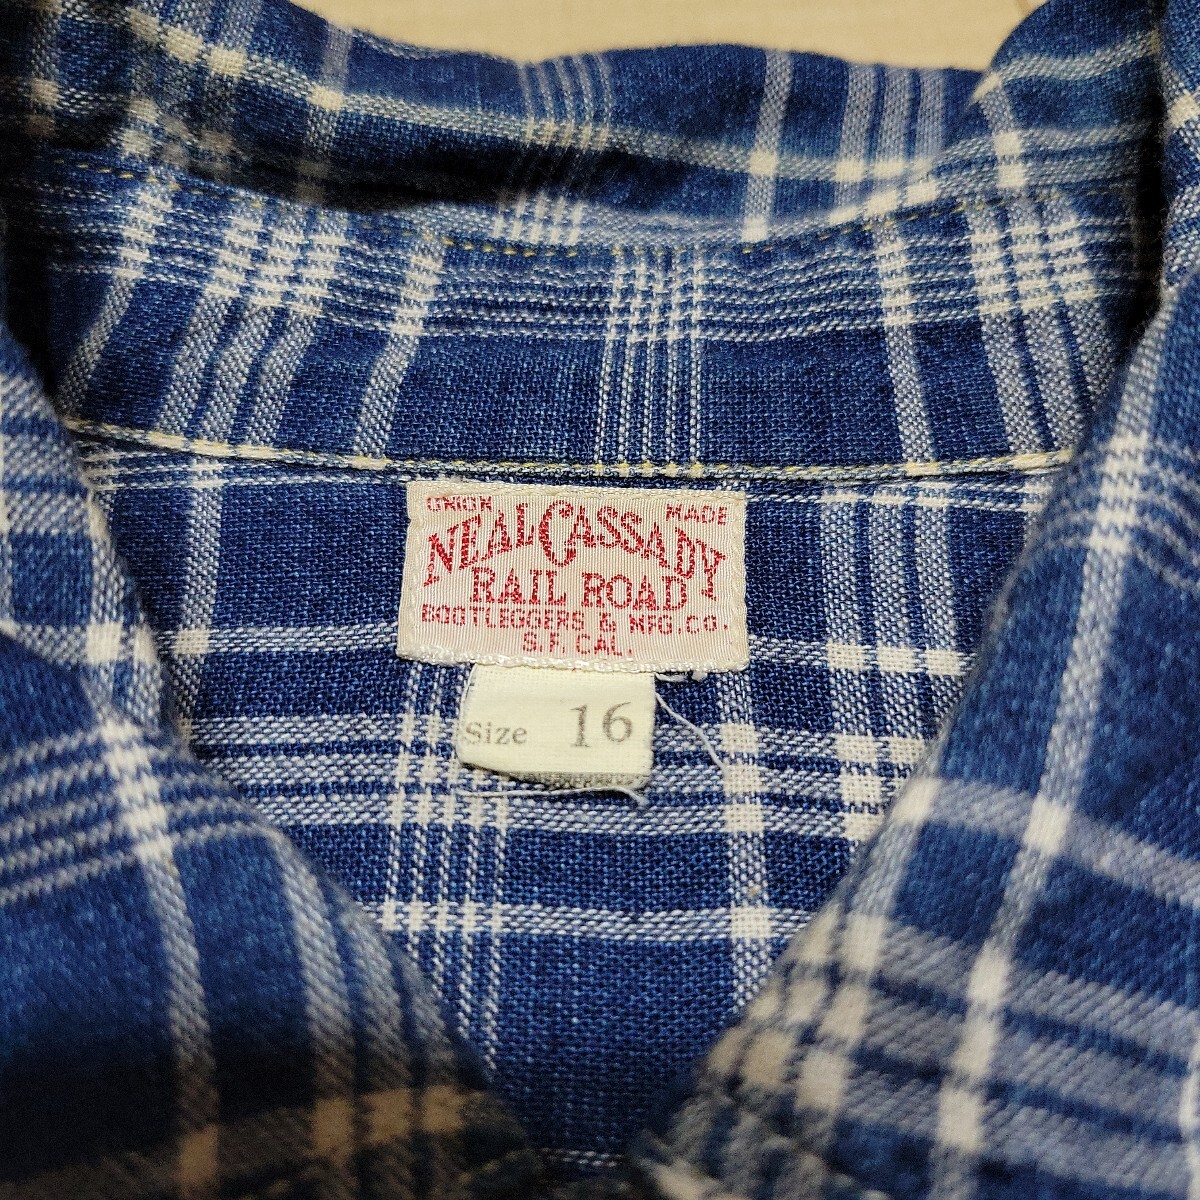 UNION MADE
NEAL CASSADY
RAIL ROAD
BOOTLEGGERS & MFG.CO.
S.F. CAL.
Size 16